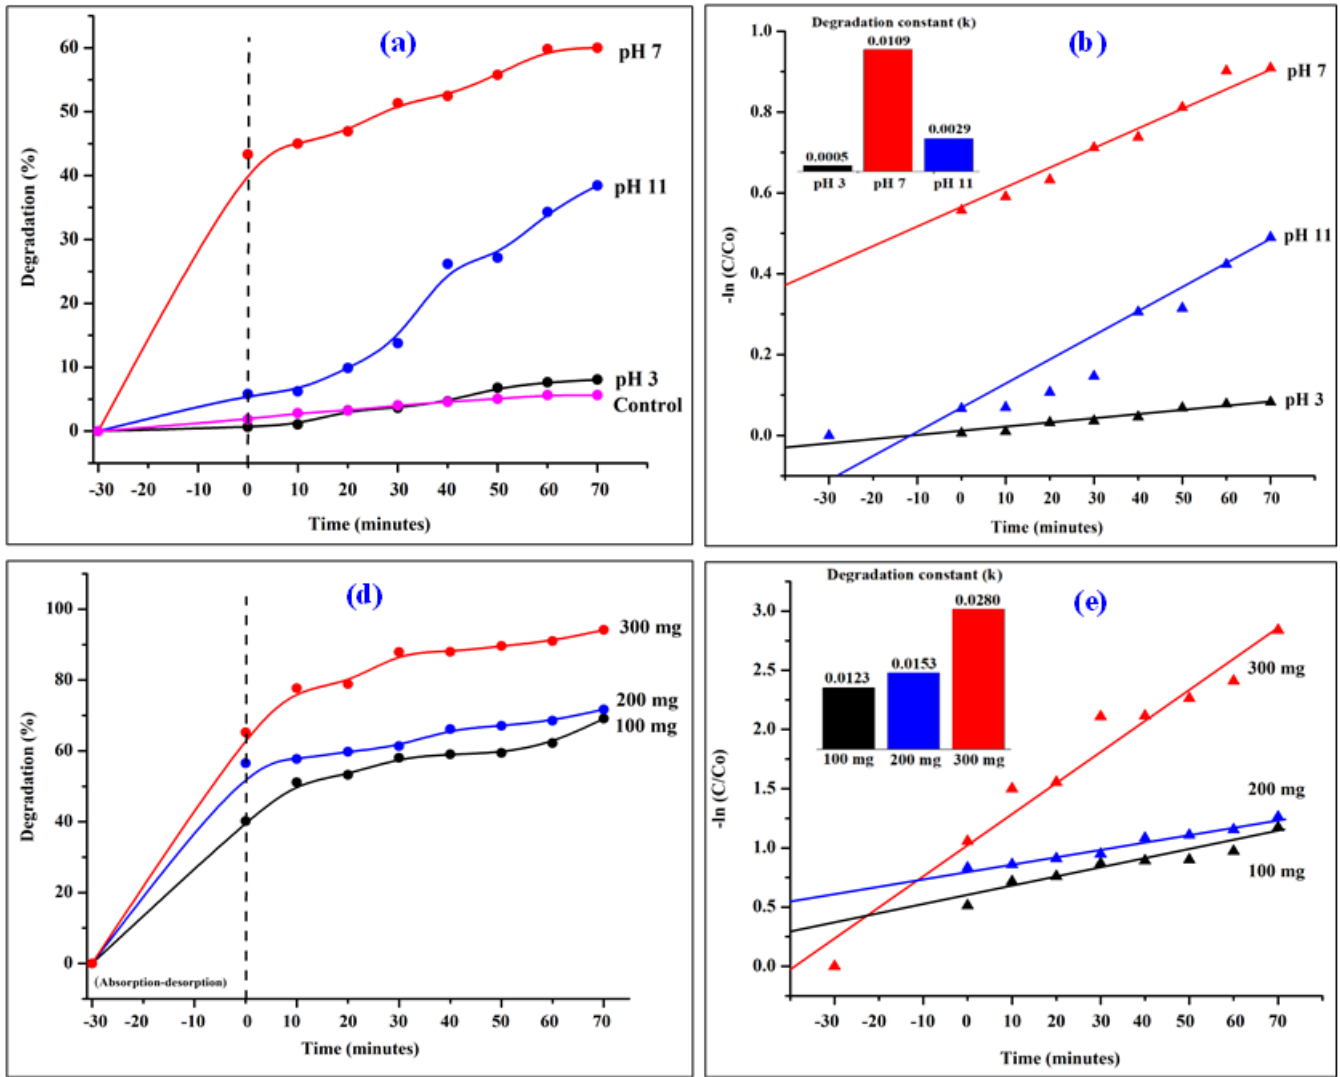 (a)
60
50
40
30
20
10
0
Degradation (%)
pH 7
pH 11
pH 3
Control
-30 -20 -10 0 10 20 30 40 50 60 70
Time (minutes)
(b)
-1.0
0.8
0.6
0.4
0.2
0.0
-ln (C/Co)
Degradation constant (k)
0.0109
0.0029
0.0005
pH 3 pH 7 pH 11
pH 7
pH 11
pH 3
-30 -20 -10 0 10 20 30 40 50 60 70
Time (minutes)
(d)
100
80
60
40
20
0
Degradation (%)
300 mg
200 mg
100 mg
(Absorption-desorption)
-30 -20 -10 0 10 20 30 40 50 60 70
Time (minutes)
(e)
3.0
2.5
2.0
1.5
1.0
0.5
0.0
-ln (C/Co)
Degradation constant (k)
0.0280
0.0153
0.0123
100 mg 200 mg 300 mg
300 mg
200 mg
100 mg
-30 -20 -10 0 10 20 30 40 50 60 70
Time (minutes)